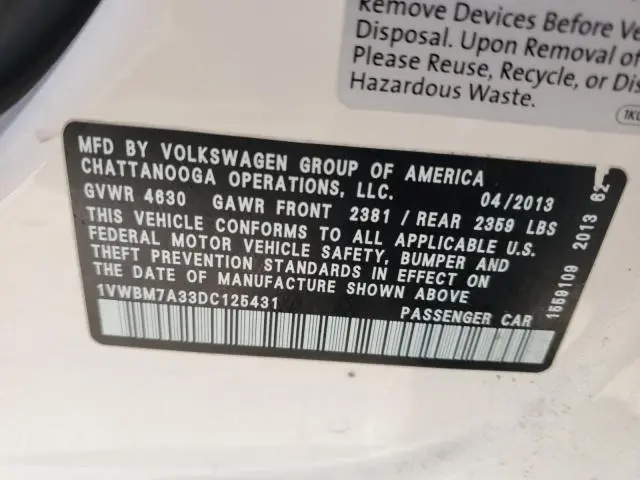 Remove Devices Before Ve
Disposal. Upon Removal of
Please Reuse, Recycle, or Dis
Hazardous Waste.
MFD BY VOLKSWAGEN GROUP OF AMERICA
CHATTANOOGA OPERATIONS, LLC. 04/2013
GVWR 4630 GAWR FRONT 2381 / REAR 2359 LBS
THIS VEHICLE CONFORMS TO ALL APPLICABLE U.S.
FEDERAL MOTOR VEHICLE SAFETY, BUMPER AND
THEFT PREVENTION STANDARDS IN EFFECT ON
THE DATE OF MANUFACTURE SHOWN ABOVE
1VWBM7A33DC125431 PASSENGER CAR
1559109 2013 62